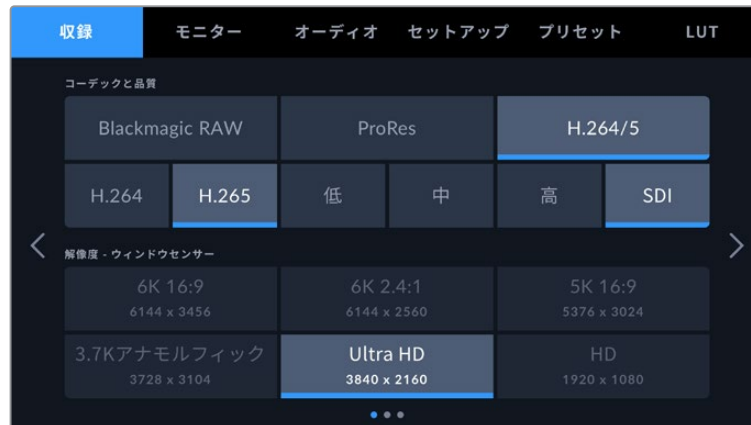 収録 モニター オーディオ セットアップ プリセット LUT
コーデックと品質
Blackmagic RAW ProRes H.264/5
H.264 H.265 低 中 高 SDI
解像度 - ウィンドウセンサー
6K 16:9 6K 2.4:1 5K 16:9
6144 x 3456 6144 x 2560 5376 x 3024
3.7Kアナモルフィック Ultra HD HD
3728 x 3104 3840 x 2160 1920 x 1080